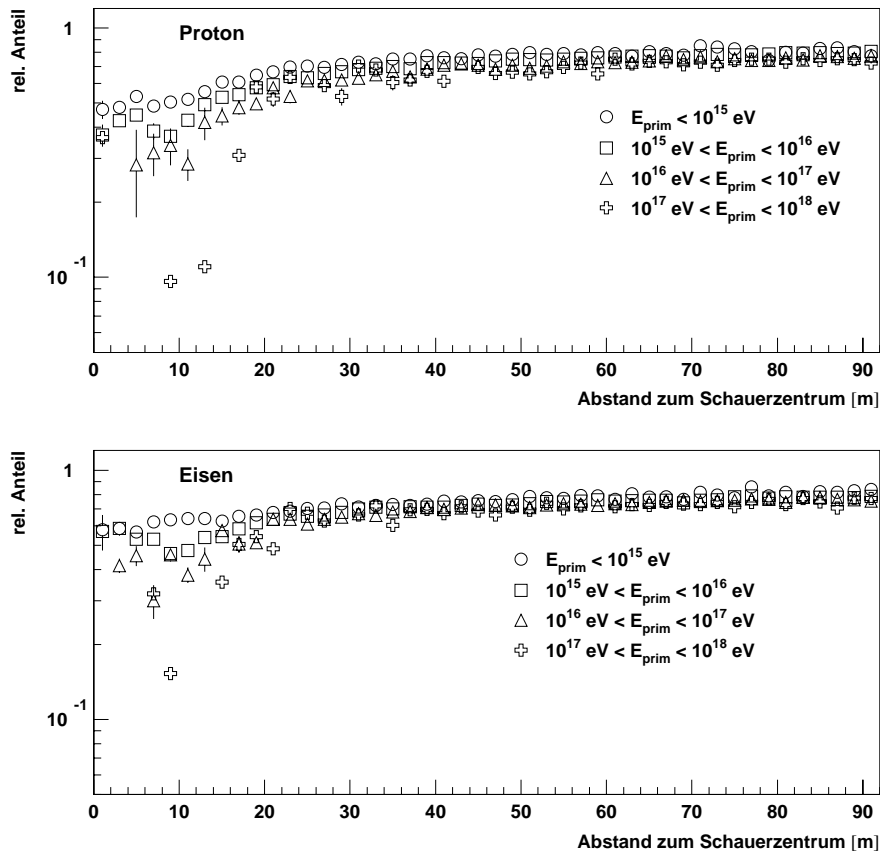 rel. Anteil
Proton
1
E_prim < 10^15 eV
10^15 eV < E_prim < 10^16 eV
10^16 eV < E_prim < 10^17 eV
10^17 eV < E_prim < 10^18 eV
10^-1
0 10 20 30 40 50 60 70 80 90
Abstand zum Schauerzentrum [m]
rel. Anteil
Eisen
1
E_prim < 10^15 eV
10^15 eV < E_prim < 10^16 eV
10^16 eV < E_prim < 10^17 eV
10^17 eV < E_prim < 10^18 eV
10^-1
0 10 20 30 40 50 60 70 80 90
Abstand zum Schauerzentrum [m]